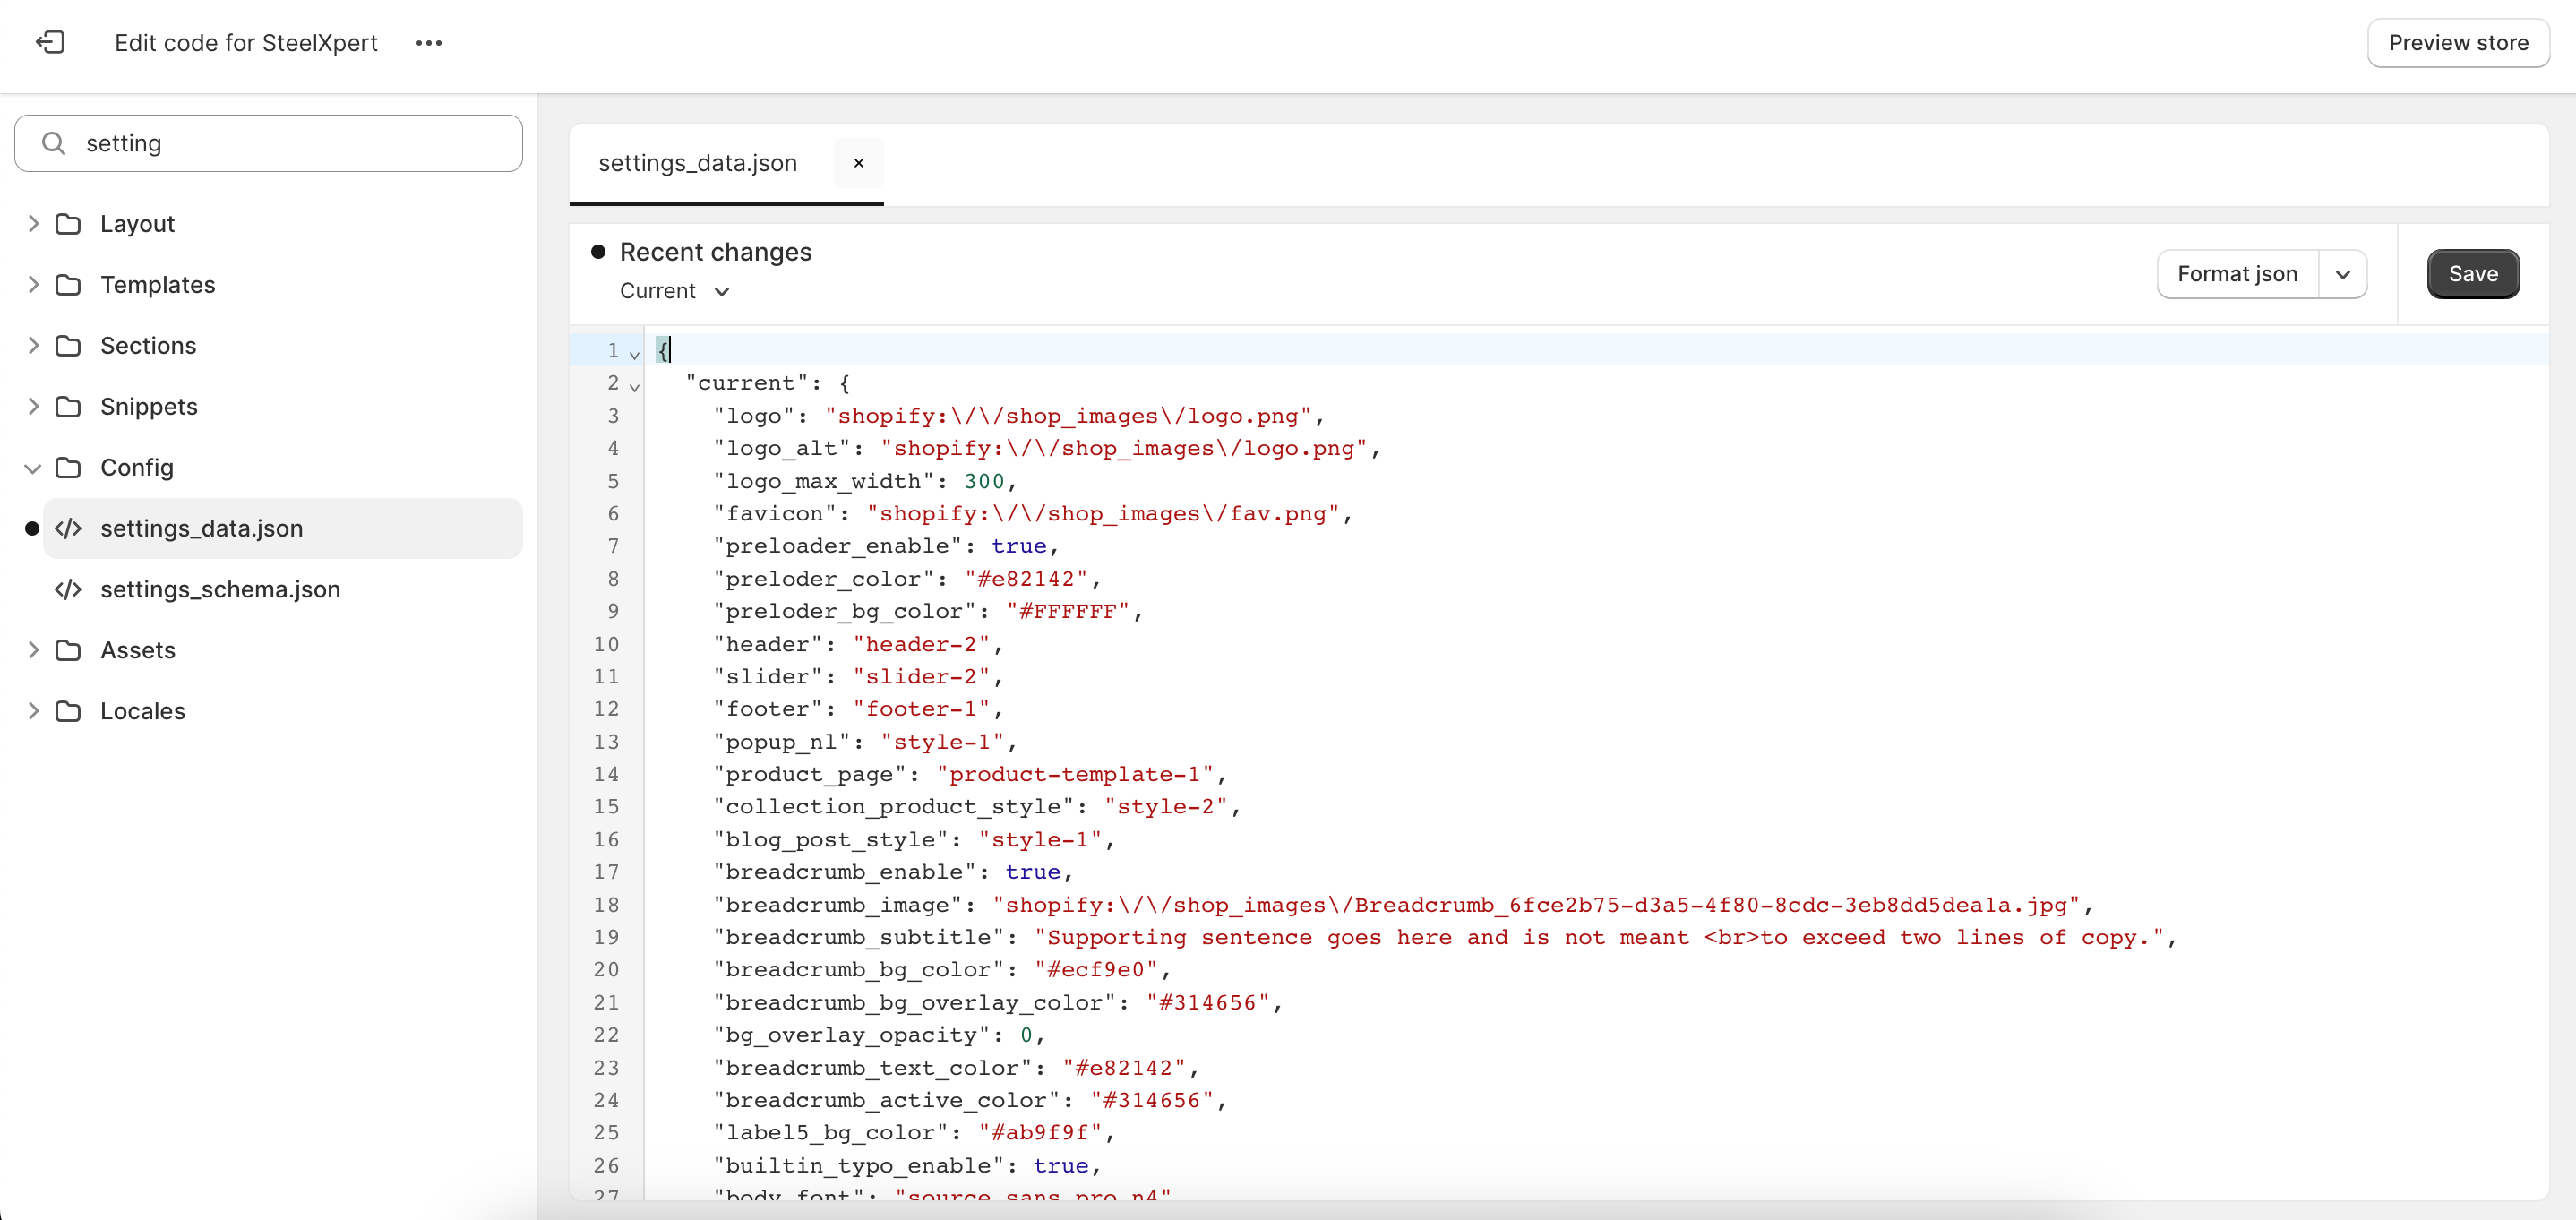 Edit code for SteelXpert
Preview store
setting
Layout
Templates
Sections
Snippets
Config
settings_data.json
settings_schema.json
Assets
Locales
settings_data.json
Recent changes
Current
Format json
Save
1 {
2 "current": {
3 "logo": "shopify:\/\/shop_images\/logo.png",
4 "logo_alt": "shopify:\/\/shop_images\/logo.png",
5 "logo_max_width": 300,
6 "favicon": "shopify:\/\/shop_images\/fav.png",
7 "preloader_enable": true,
8 "preloder_color": "#e82142",
9 "preloder_bg_color": "#FFFFFF",
10 "header": "header-2",
11 "slider": "slider-2",
12 "footer": "footer-1",
13 "popup_nl": "style-1",
14 "product_page": "product-template-1",
15 "collection_product_style": "style-2",
16 "blog_post_style": "style-1",
17 "breadcrumb_enable": true,
18 "breadcrumb_image": "shopify:\/\/shop_images\/Breadcrumb_6fce2b75-d3a5-4f80-8cdc-3eb8dd5dea1a.jpg",
19 "breadcrumb_subtitle": "Supporting sentence goes here and is not meant <br>to exceed two lines of copy.",
20 "breadcrumb_bg_color": "#ecf9e0",
21 "breadcrumb_bg_overlay_color": "#314656",
22 "bg_overlay_opacity": 0,
23 "breadcrumb_text_color": "#e82142",
24 "breadcrumb_active_color": "#314656",
25 "label5_bg_color": "#ab9f9f",
26 "builtin_typo_enable": true,
27 "body_font": "source_sans_pro_n4"